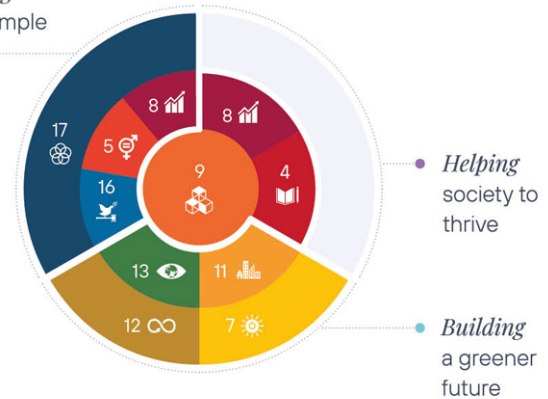 mple
17
8
5
16
8
4
9
13
11
12
7
Helping
society to
thrive
Building
a greener
future